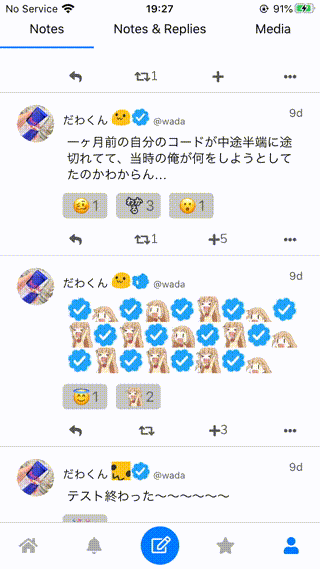 No Service 19:27 91%
Notes Notes & Replies Media
1
だわくん @wada 9d
一ヶ月前の自分のコードが中途半端に途
切れてて、当時の俺が何をしようとして
たのかわからん...
1 3 1
1 5
だわくん @wada 9d
1 2
3
だわくん @wada 9d
テスト終わった〜〜〜〜〜〜